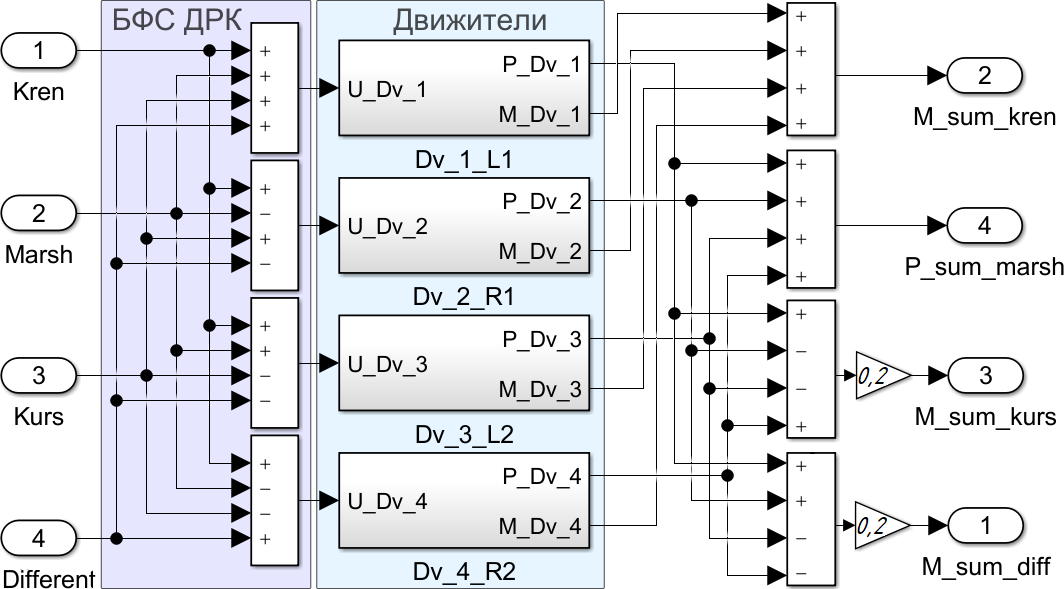 БФС ДРК
Движители
1
Kren
2
Marsh
3
Kurs
4
Different
+
+
+
+
+
−
+
−
+
+
−
−
+
−
−
+
U_Dv_1
P_Dv_1
M_Dv_1
Dv_1_L1
U_Dv_2
P_Dv_2
M_Dv_2
Dv_2_R1
U_Dv_3
P_Dv_3
M_Dv_3
Dv_3_L2
U_Dv_4
P_Dv_4
M_Dv_4
Dv_4_R2
+
+
+
+
+
+
+
+
+
−
−
+
+
+
−
−
0,2
0,2
2
M_sum_kren
4
P_sum_marsh
3
M_sum_kurs
1
M_sum_diff